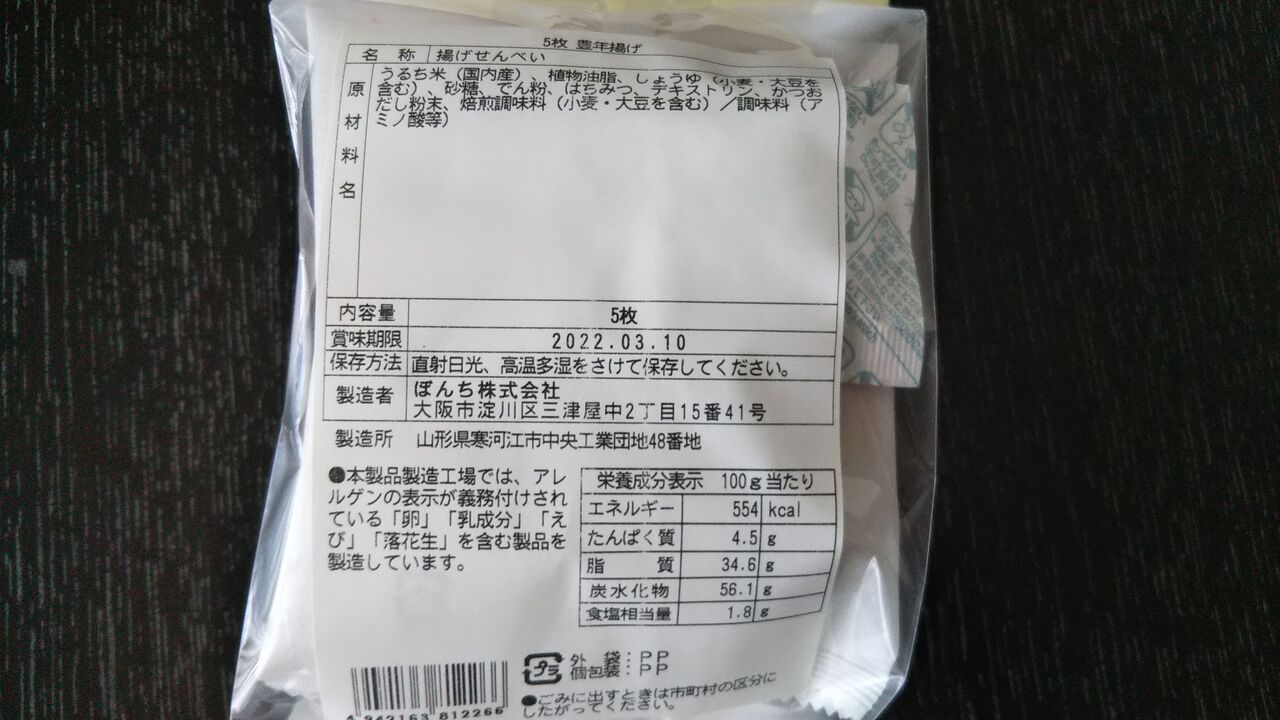 5枚 豊年揚げ
名称 揚げせんべい
原材料名
うるち米（国内産）、植物油脂、しょうゆ（小麦・大豆を
含む）、砂糖、でん粉、はちみつ、デキストリン、かつお
だし粉末、焙煎調味料（小麦・大豆を含む）／調味料（ア
ミノ酸等）
内容量 5枚
賞味期限 2022.03.10
保存方法 直射日光、高温多湿をさけて保存してください。
製造者 ぼんち株式会社
大阪市淀川区三津屋中2丁目15番41号
製造所 山形県寒河江市中央工業団地48番地
●本製品製造工場では、アレ
ルゲンの表示が義務付けされ
ている「卵」「乳成分」「え
び」「落花生」を含む製品を
製造しています。
栄養成分表示 100g当たり
エネルギー 554 kcal
たんぱく質 4.5 g
脂質 34.6 g
炭水化物 56.1 g
食塩相当量 1.8 g
プラ
外袋：PP
個包装：PP
●ごみに出すときは市町村の区分に
したがってください。
4 942163 812266